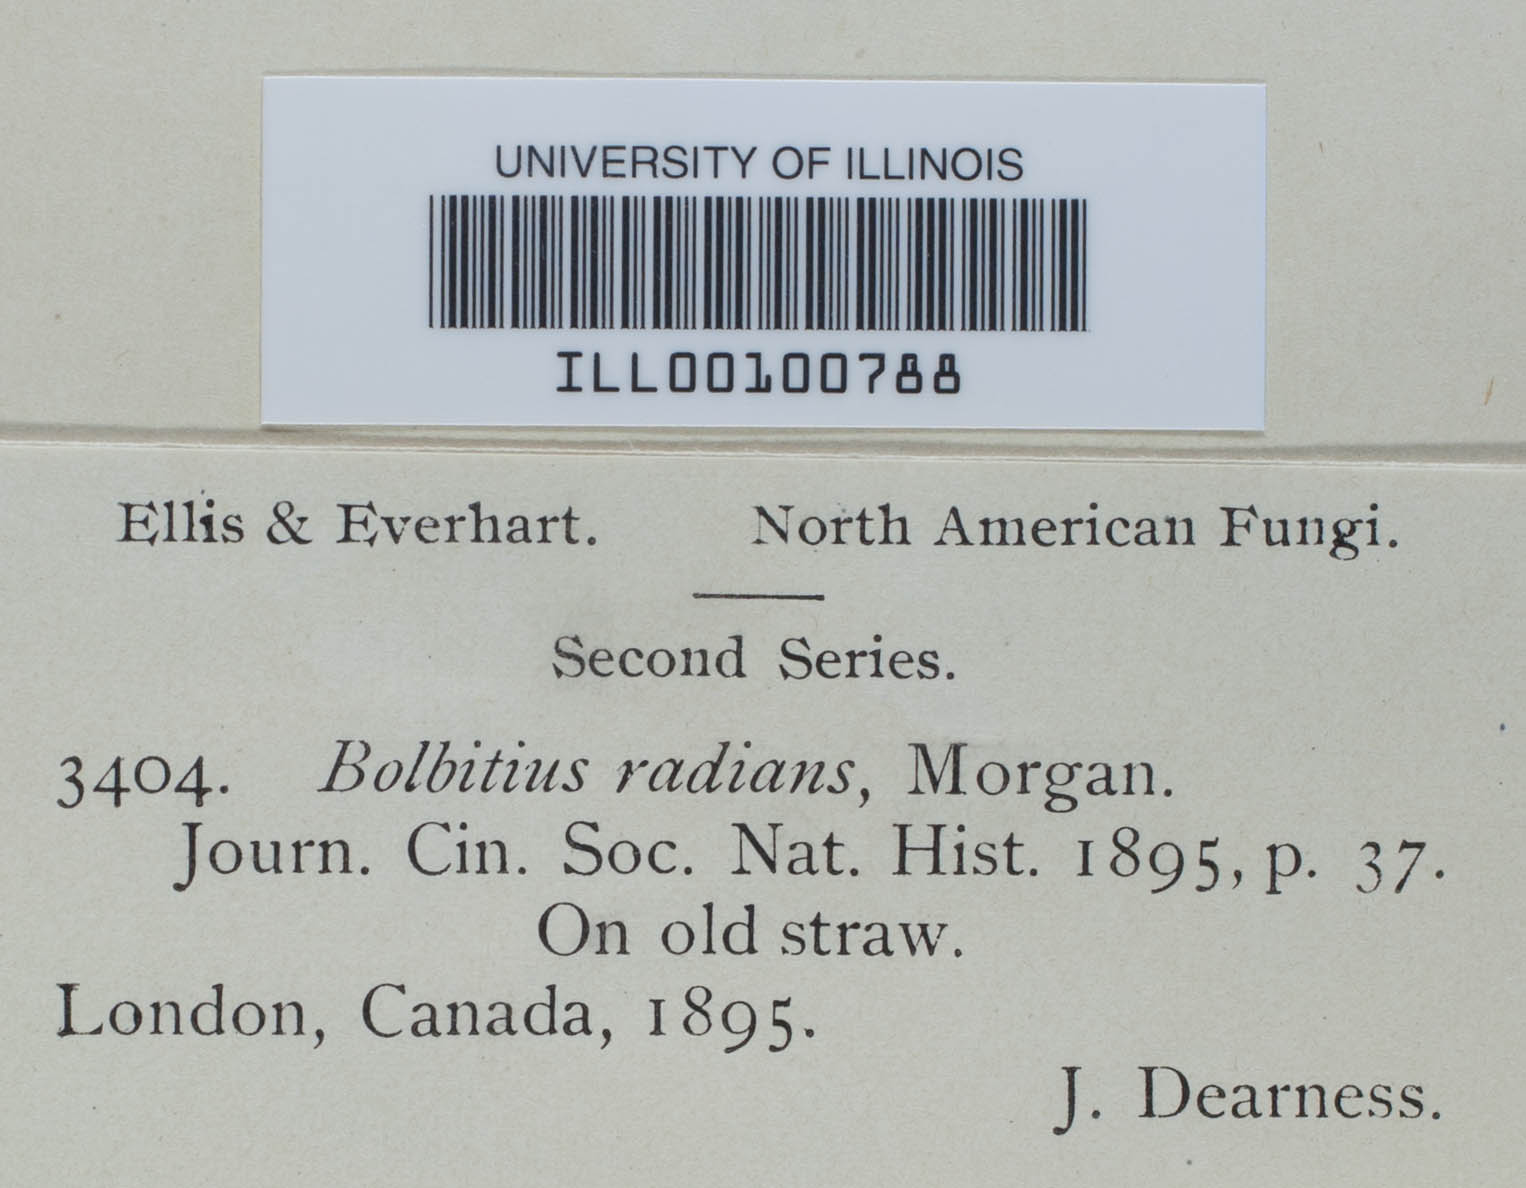 UNIVERSITY OF ILLINOIS
ILL00100788
Ellis & Everhart. North American Fungi.
Second Series.
3404. Bolbitius radians, Morgan.
Journ. Cin. Soc. Nat. Hist. 1895, p. 37.
On old straw.
London, Canada, 1895.
J. Dearness.